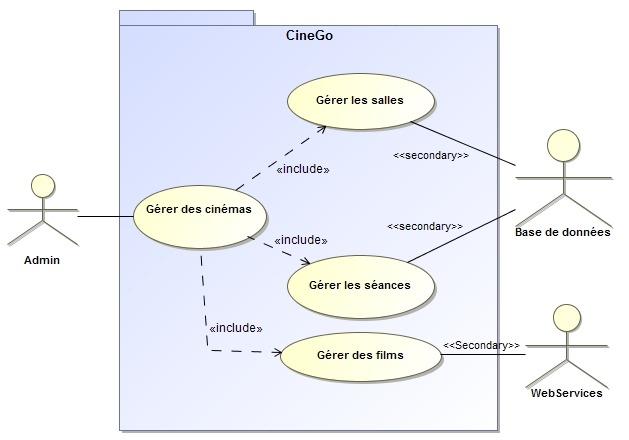 CineGo
Gérer les salles
<<secondary>>
«include»
Gérer des cinémas
<<secondary>>
Base de données
«include»
Admin
Gérer les séances
«include»
Gérer des films
<<Secondary>>
WebServices